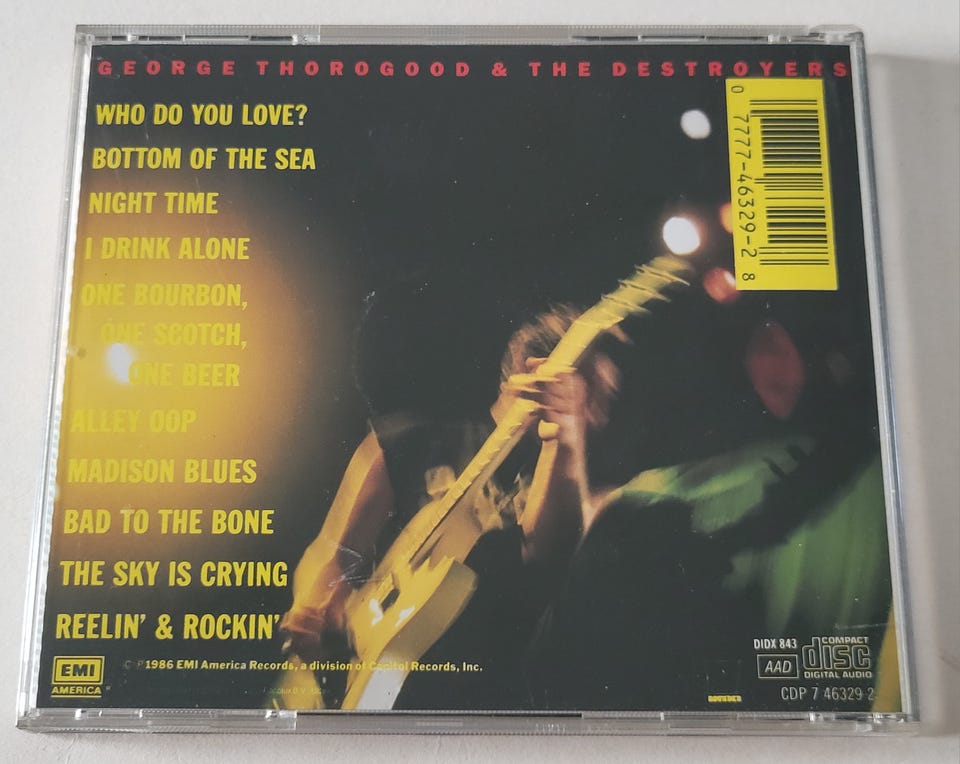 GEORGE THOROGOOD & THE DESTROYERS
WHO DO YOU LOVE?
BOTTOM OF THE SEA
NIGHT TIME
I DRINK ALONE
ONE BOURBON,
ONE SCOTCH,
ONE BEER
ALLEY OOP
MADISON BLUES
BAD TO THE BONE
THE SKY IS CRYING
REELIN' & ROCKIN'
0 7777-46329-2 8
EMI
AMERICA
C P 1986 EMI America Records, a division of Capitol Records, Inc.
ROUNDER
DIDX 843
AAD
COMPACT
disc
DIGITAL AUDIO
CDP 7 46329 2